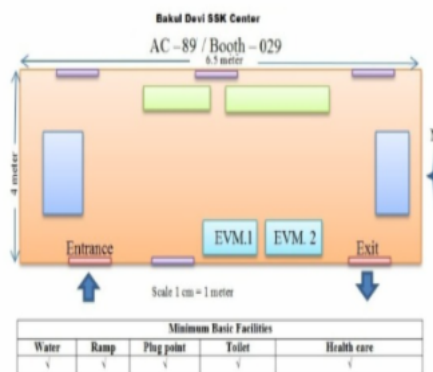 Bakul Devi SSK Center
AC -89 / Booth -029
6.5 meter
4 meter
EVM.1
EVM. 2
Entrance
Exit
Scale 1 cm = 1 meter
Minimum Basic Facilities
Water Ramp Plug point Toilet Health care
√ √ √ √ √